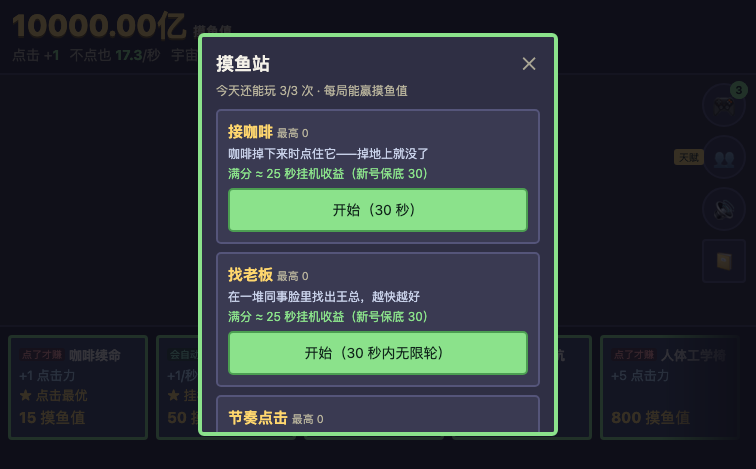 10000.00亿 摸鱼值
点击 +1 不点也 17.3/秒 宇宙
摸鱼站
今天还能玩 3/3 次 · 每局能赢摸鱼值
接咖啡 最高 0
咖啡掉下来时点住它——掉地上就没了
满分 ≈ 25 秒挂机收益（新号保底 30）
开始（30 秒）
找老板 最高 0
在一堆同事脸里找出王总，越快越好
满分 ≈ 25 秒挂机收益（新号保底 30）
开始（30 秒内无限轮）
节奏点击 最高 0
3
天赋
点了才赚 咖啡续命
+1 点击力
★ 点击最优
15 摸鱼值
会自动
+1/秒
★ 挂
50 摸
点了才赚 人体工学椅
+5 点击力
800 摸鱼值